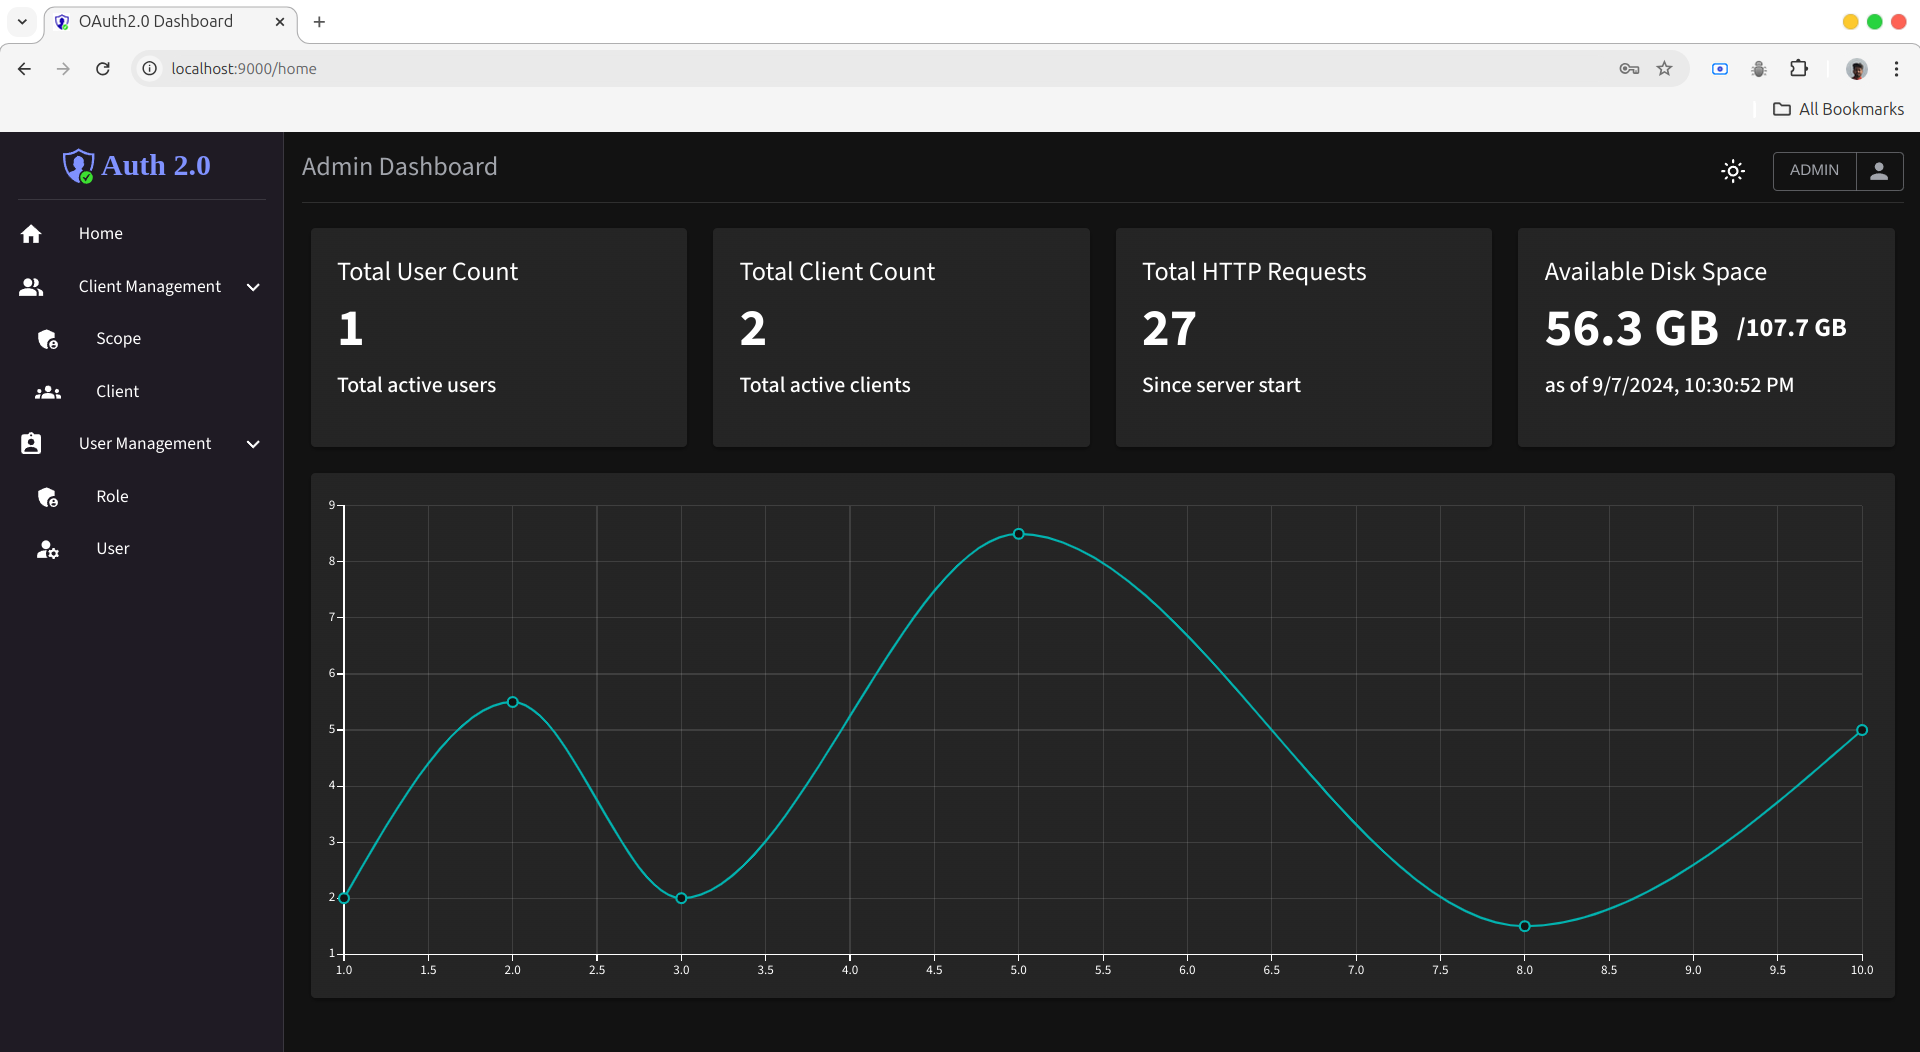 OAuth2.0 Dashboard
localhost:9000/home
All Bookmarks
Auth 2.0
Home
Client Management
Scope
Client
User Management
Role
User
Admin Dashboard
ADMIN
Total User Count
1
Total active users
Total Client Count
2
Total active clients
Total HTTP Requests
27
Since server start
Available Disk Space
56.3 GB /107.7 GB
as of 9/7/2024, 10:30:52 PM
9
8
7
6
5
4
3
2
1
1.0 1.5 2.0 2.5 3.0 3.5 4.0 4.5 5.0 5.5 6.0 6.5 7.0 7.5 8.0 8.5 9.0 9.5 10.0